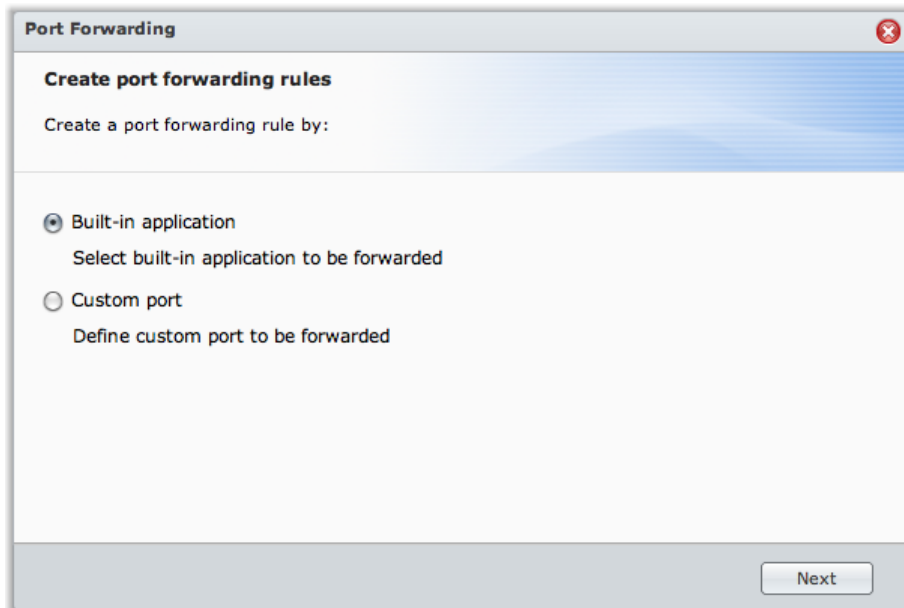 Port Forwarding
Create port forwarding rules
Create a port forwarding rule by:
Built-in application
Select built-in application to be forwarded
Custom port
Define custom port to be forwarded
Next